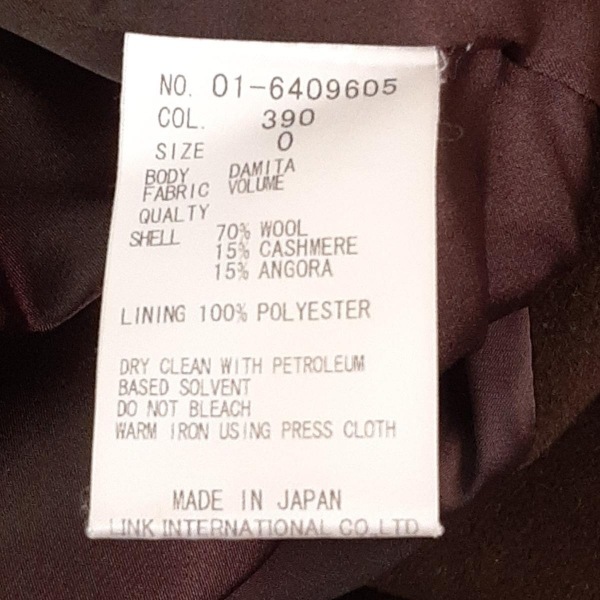 NO. 01-6409605
COL. 390
SIZE 0
BODY DAMITA
FABRIC VOLUME
QUALTY
SHELL 70% WOOL
15% CASHMERE
15% ANGORA
LINING 100% POLYESTER
DRY CLEAN WITH PETROLEUM
BASED SOLVENT
DO NOT BLEACH
WARM IRON USING PRESS CLOTH
MADE IN JAPAN
LINK INTERNATIONAL CO.,LTD.